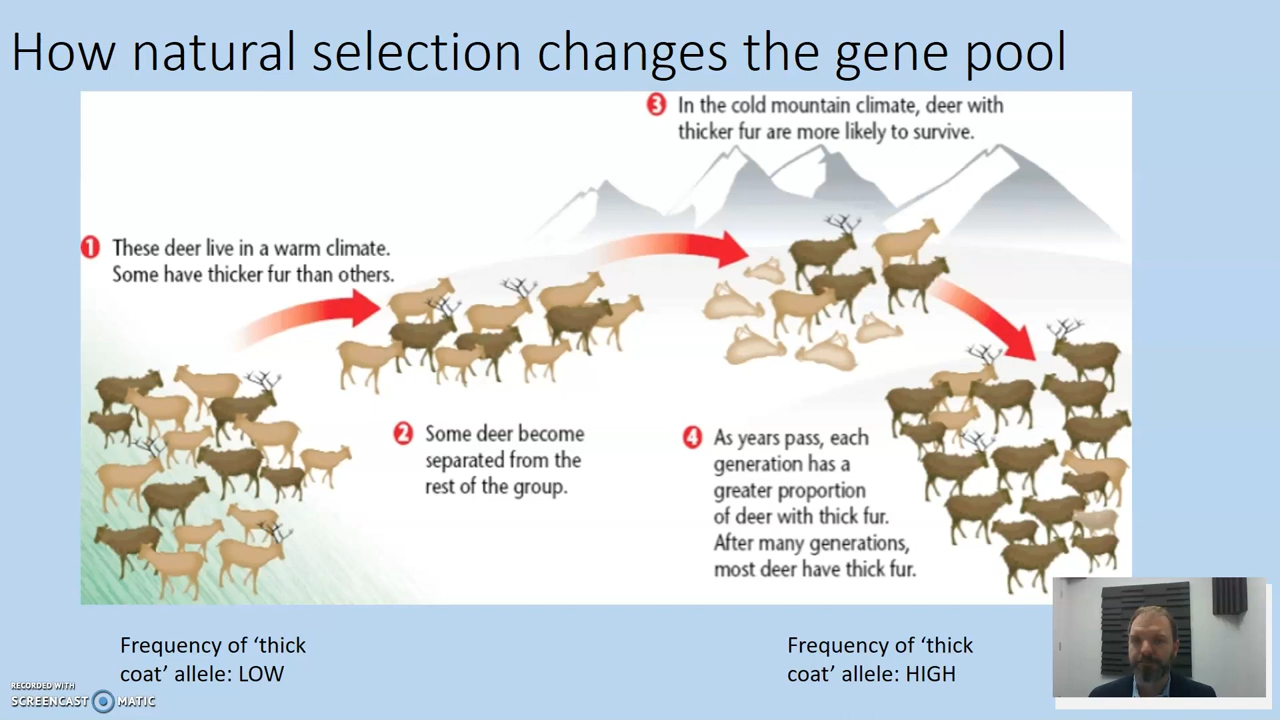 How natural selection changes the gene pool
3 In the cold mountain climate, deer with
thicker fur are more likely to survive.
1 These deer live in a warm climate.
Some have thicker fur than others.
2 Some deer become
separated from the
rest of the group.
4 As years pass, each
generation has a
greater proportion
of deer with thick fur.
After many generations,
most deer have thick fur.
Frequency of ‘thick
coat’ allele: LOW
Frequency of ‘thick
coat’ allele: HIGH
RECORDED WITH
SCREENCAST MATIC